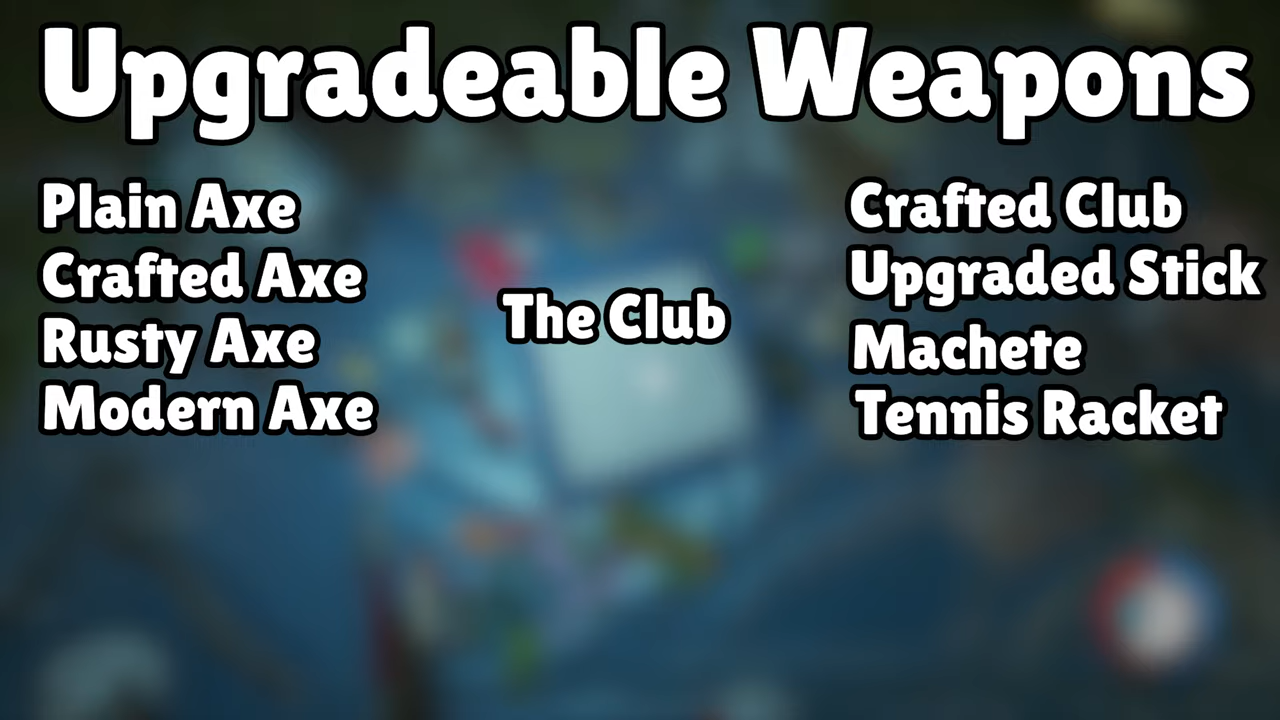 Upgradeable Weapons
Plain Axe
Crafted Axe
Rusty Axe
Modern Axe
The Club
Crafted Club
Upgraded Stick
Machete
Tennis Racket